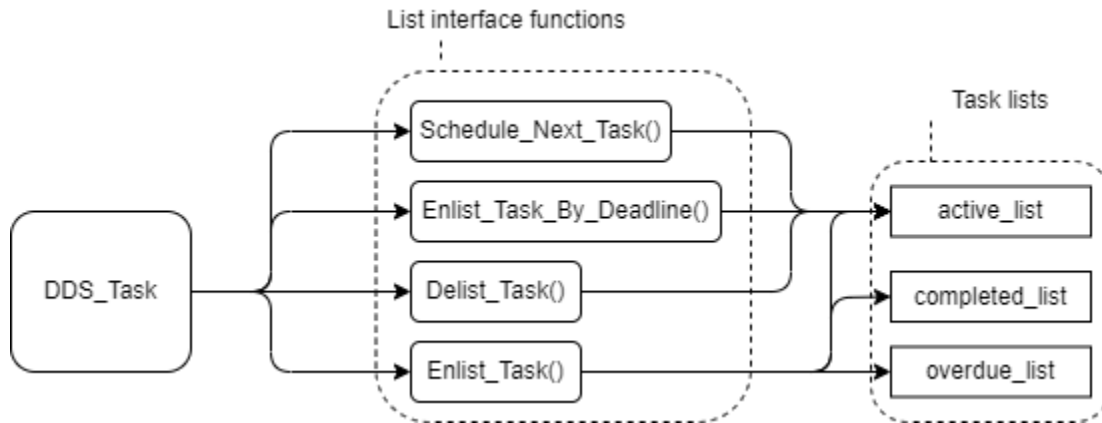 List interface functions
Task lists
Schedule_Next_Task()
Enlist_Task_By_Deadline()
active_list
DDS_Task
Delist_Task()
completed_list
Enlist_Task()
overdue_list